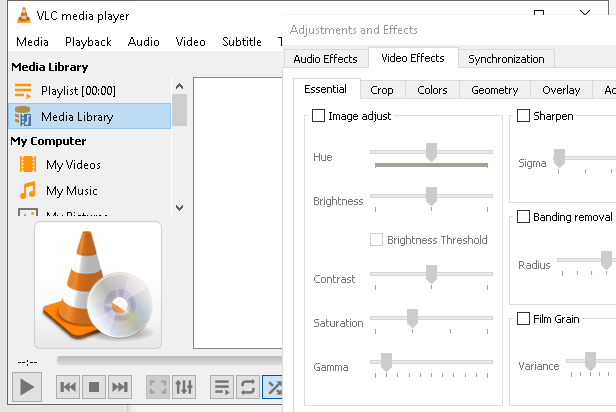 VLC media player
Media Playback Audio Video Subtitle
Media Library
Playlist [00:00]
Media Library
My Computer
My Videos
My Music
My Pictures
--:--
Adjustments and Effects
Audio Effects Video Effects Synchronization
Essential Crop Colors Geometry Overlay
Image adjust
Hue
Brightness
Brightness Threshold
Contrast
Saturation
Gamma
Sharpen
Sigma
Banding removal
Radius
Film Grain
Variance